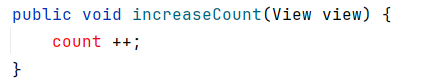 public void increaseCount(View view) {
    count ++;
}